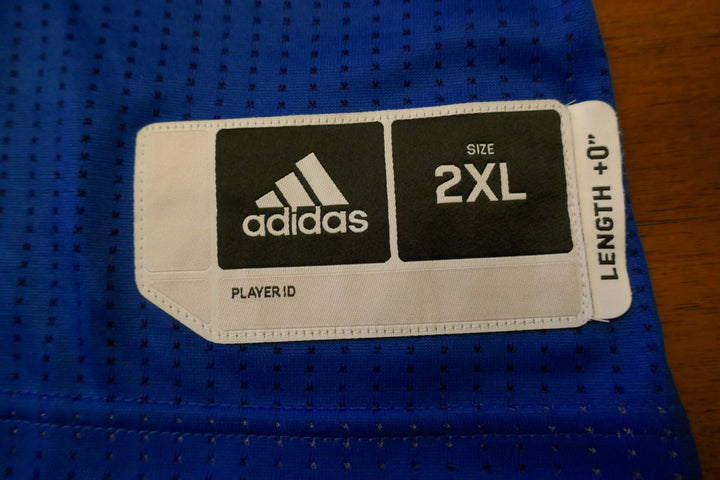 adidas
SIZE
2XL
PLAYER ID
LENGTH +0"